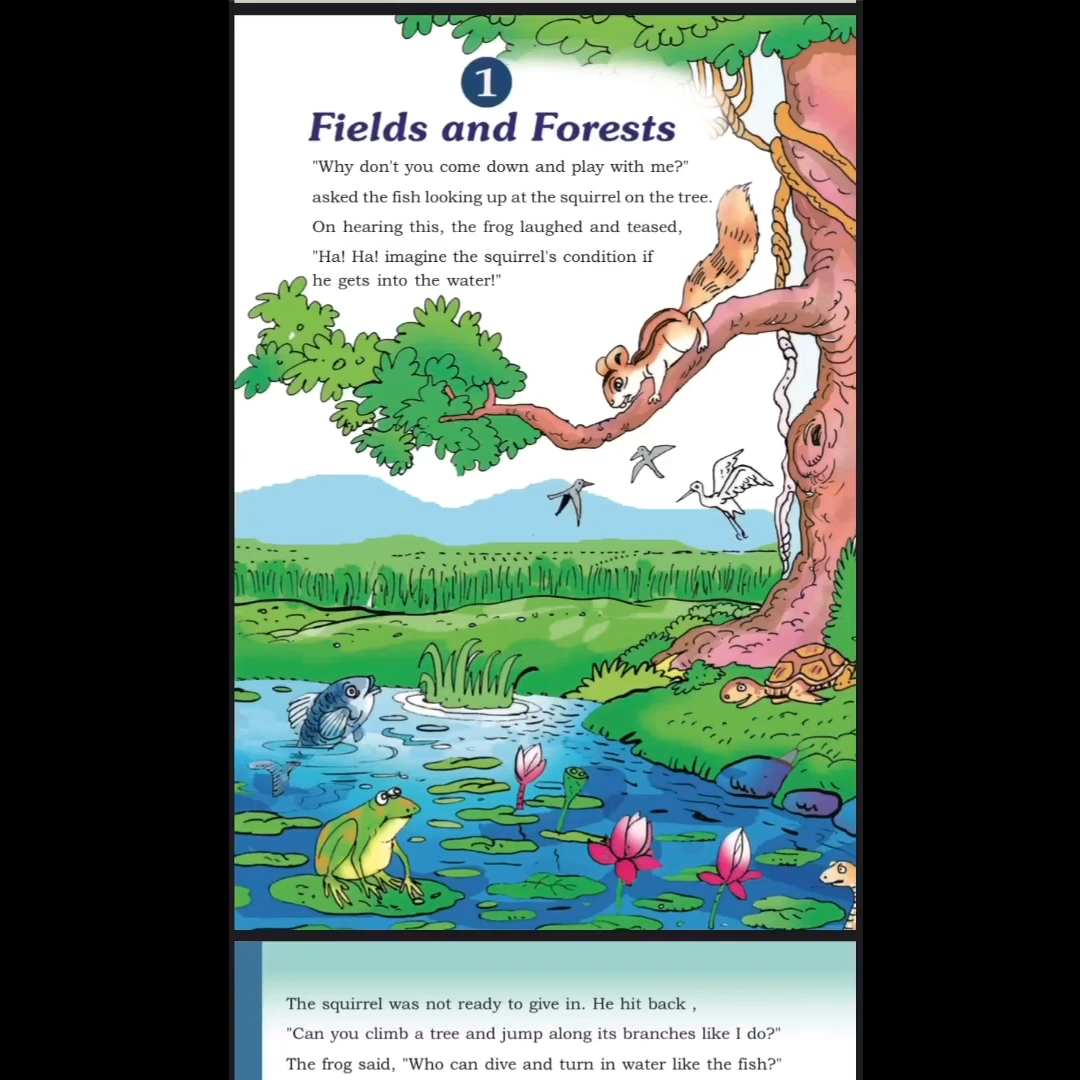 1
Fields and Forests
"Why don't you come down and play with me?"
asked the fish looking up at the squirrel on the tree.
On hearing this, the frog laughed and teased,
"Ha! Ha! imagine the squirrel's condition if
he gets into the water!"
The squirrel was not ready to give in. He hit back ,
"Can you climb a tree and jump along its branches like I do?"
The frog said, "Who can dive and turn in water like the fish?"